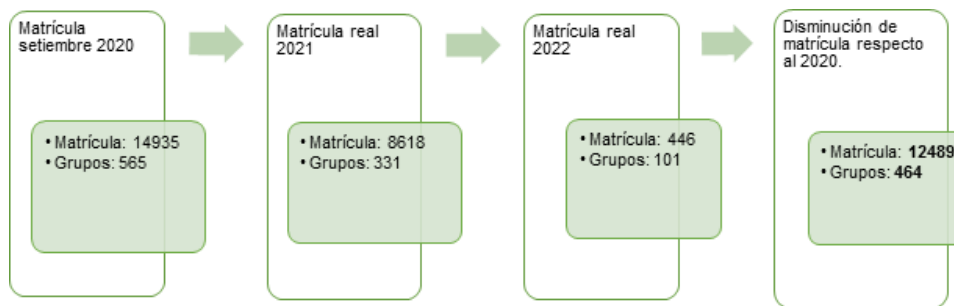 Matrícula
setiembre 2020
• Matrícula: 14935
• Grupos: 565
Matrícula real
2021
• Matrícula: 8618
• Grupos: 331
Matrícula real
2022
• Matrícula: 446
• Grupos: 101
Disminución de
matrícula respecto
al 2020.
• Matrícula: 12489
• Grupos: 464